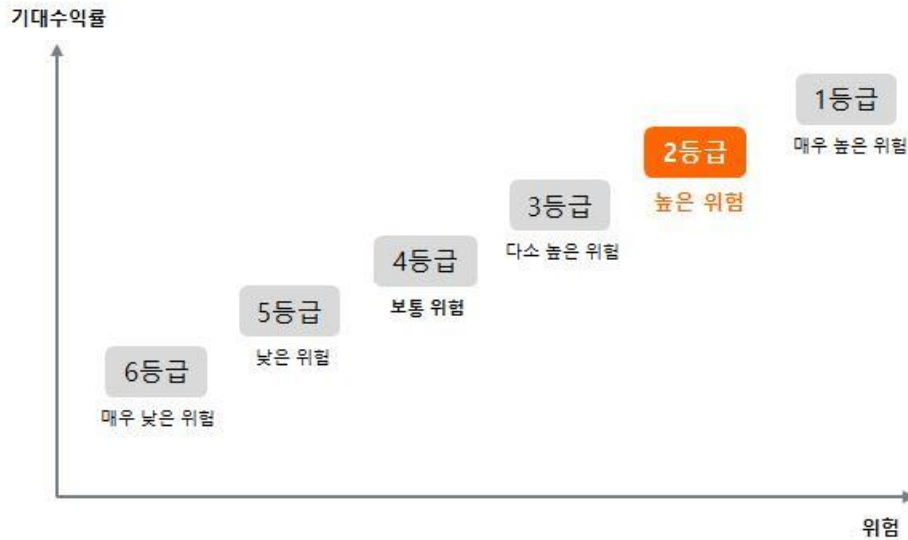 기대수익률
1등급
매우 높은 위험
2등급
높은 위험
3등급
다소 높은 위험
4등급
보통 위험
5등급
낮은 위험
6등급
매우 낮은 위험
위험